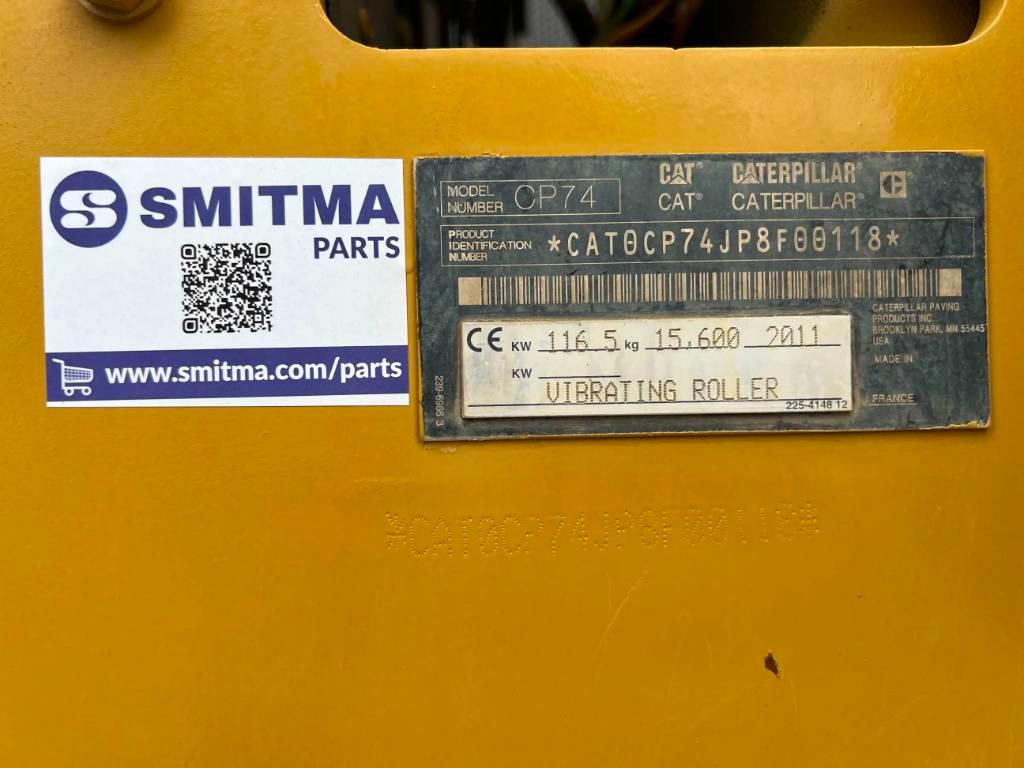 SMITMA
PARTS
www.smitma.com/parts
MODEL
NUMBER
CP74
CAT® CATERPILLAR®
CAT® CATERPILLAR®
C®
PRODUCT
IDENTIFICATION
NUMBER
*CAT0CP74JP8F00118*
CATERPILLAR PAVING
PRODUCTS INC.
BROOKLYN PARK, MN 55445
USA
MADE IN
FRANCE
CE KW 116.5 kg 15,600 2011
KW
VIBRATING ROLLER
225-4148 12
239-6966 3
*CAT0CP74JP8F00118*